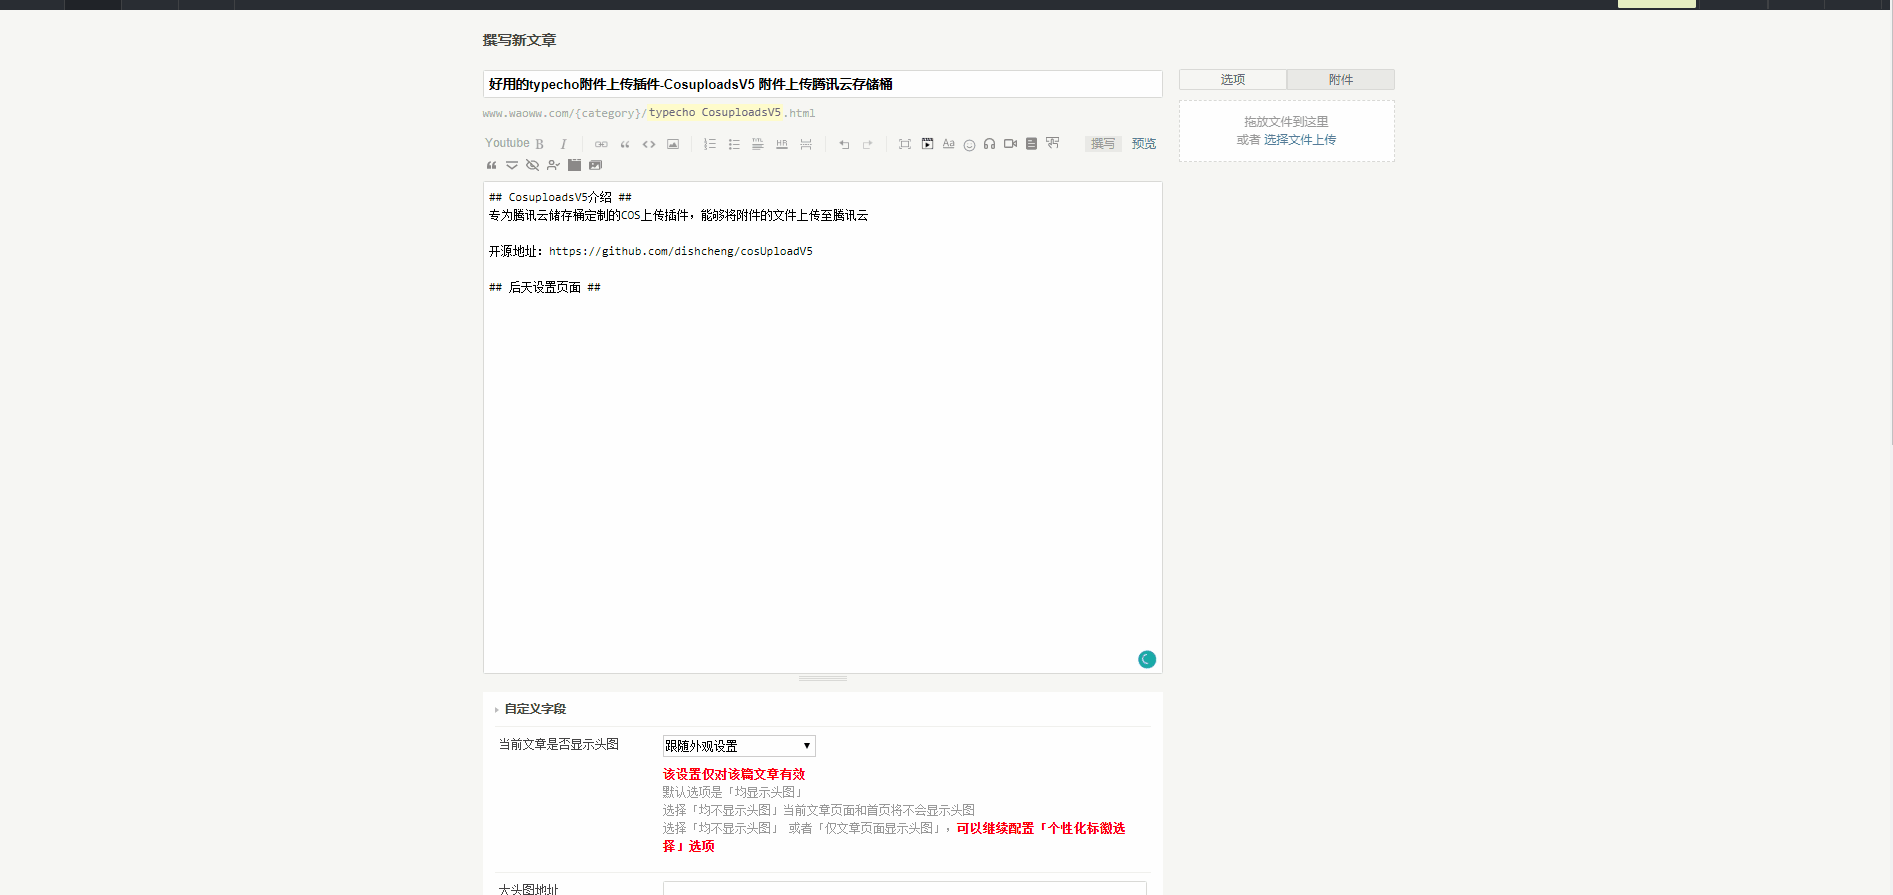 撰写新文章
好用的typecho附件上传插件-CosuploadsV5 附件上传腾讯云存储桶
选项 附件
www.waoww.com/{category}/typecho CosuploadsV5.html
拖放文件到这里
或者 选择文件上传
Youtube B I HR Aa 撰写 预览
## CosuploadsV5介绍 ##
专为腾讯云储存桶定制的COS上传插件，能够将附件的文件上传至腾讯云
开源地址：https://github.com/dishcheng/cosUploadV5
## 后天设置页面 ##
自定义字段
当前文章是否显示头图 跟随外观设置
该设置仅对该篇文章有效
默认选项是「均显示头图」
选择「均不显示头图」当前文章页面和首页将不会显示头图
选择「均不显示头图」 或者「仅文章页面显示头图」，可以继续配置「个性化标徽选
择」选项
大头图地址